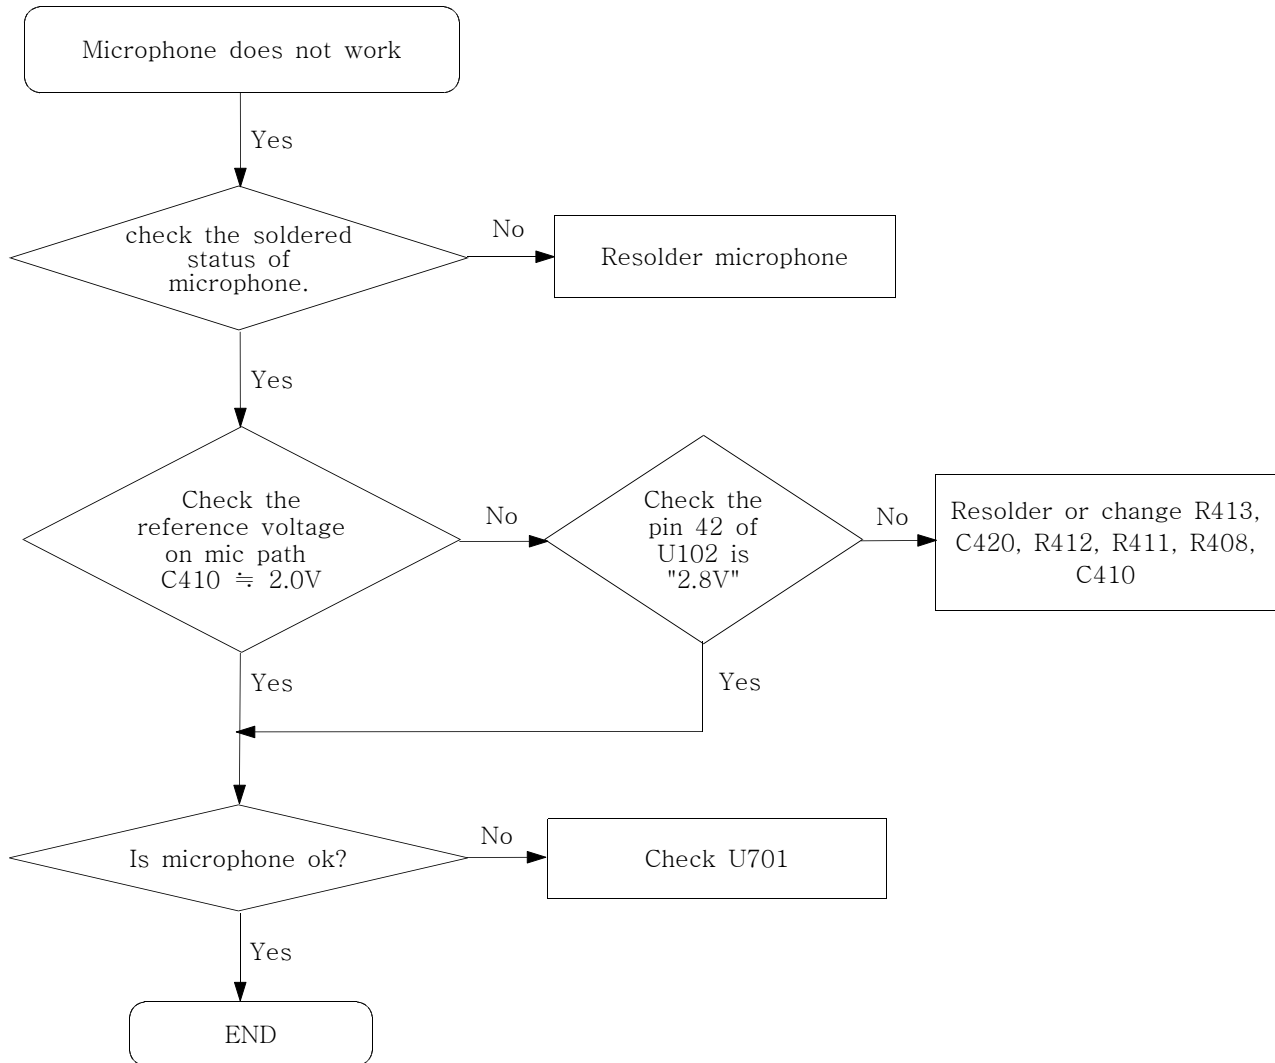 Microphone does not work
Yes
check the soldered
status of
microphone.
No
Resolder microphone
Yes
Check the
reference voltage
on mic path
C410 ≒ 2.0V
No
Check the
pin 42 of
U102 is
"2.8V"
No
Resolder or change R413,
C420, R412, R411, R408,
C410
Yes
Yes
Is microphone ok?
No
Check U701
Yes
END